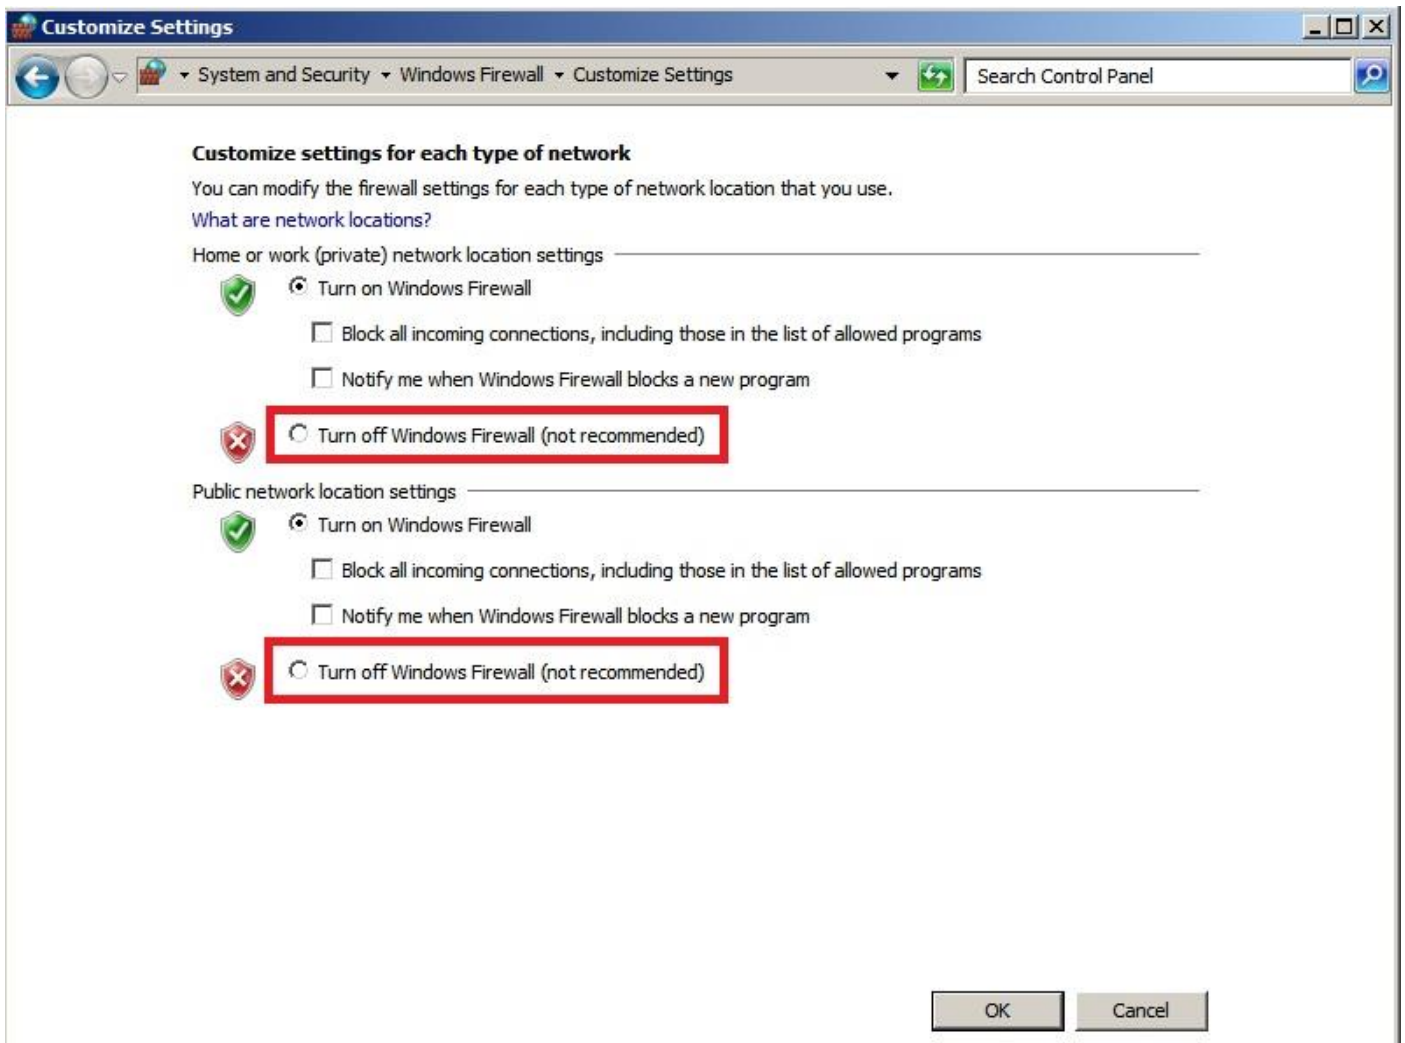 Customize Settings
System and Security Windows Firewall Customize Settings Search Control Panel
Customize settings for each type of network
You can modify the firewall settings for each type of network location that you use.
What are network locations?
Home or work (private) network location settings
Turn on Windows Firewall
Block all incoming connections, including those in the list of allowed programs
Notify me when Windows Firewall blocks a new program
Turn off Windows Firewall (not recommended)
Public network location settings
Turn on Windows Firewall
Block all incoming connections, including those in the list of allowed programs
Notify me when Windows Firewall blocks a new program
Turn off Windows Firewall (not recommended)
OK Cancel